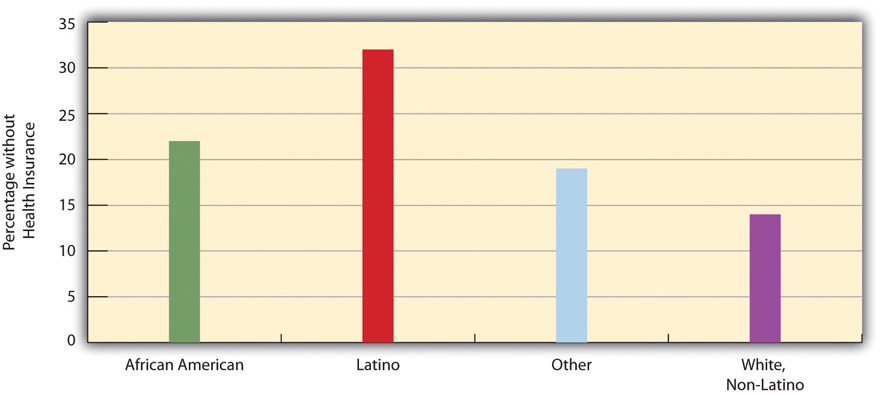 Percentage without
Health Insurance
35
30
25
20
15
10
5
0
African American
Latino
Other
White,
Non-Latino